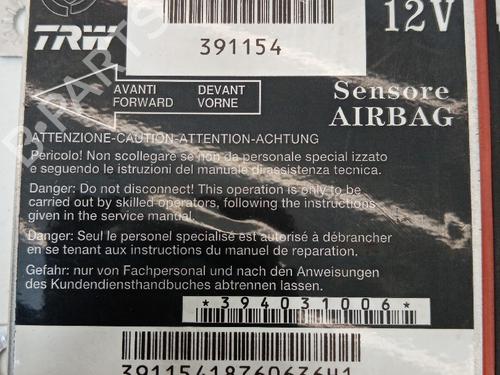 TRW
391154
12V
AVANTI
FORWARD
DEVANT
VORNE
Sensore
AIRBAG
ATTENZIONE-CAUTION-ATTENTION-ACHTUNG
Pericolo! Non scollegare se non da personale special izzato
e seguendo le istruzioni del manuale dirassistenza tecnica.
Danger: Do not disconnect! This operation is only to be
carried out by skilled operators, following the instructions
given in the service manual.
Danger: Seul le personel specialisé est autorisé à débrancher
en se tenant aux instructions du manuel de reparation.
Gefahr: nur von Fachpersonal und nach den Anweisungen
des Kundendiensthandbuches abtrennen lassen.
*394031006*